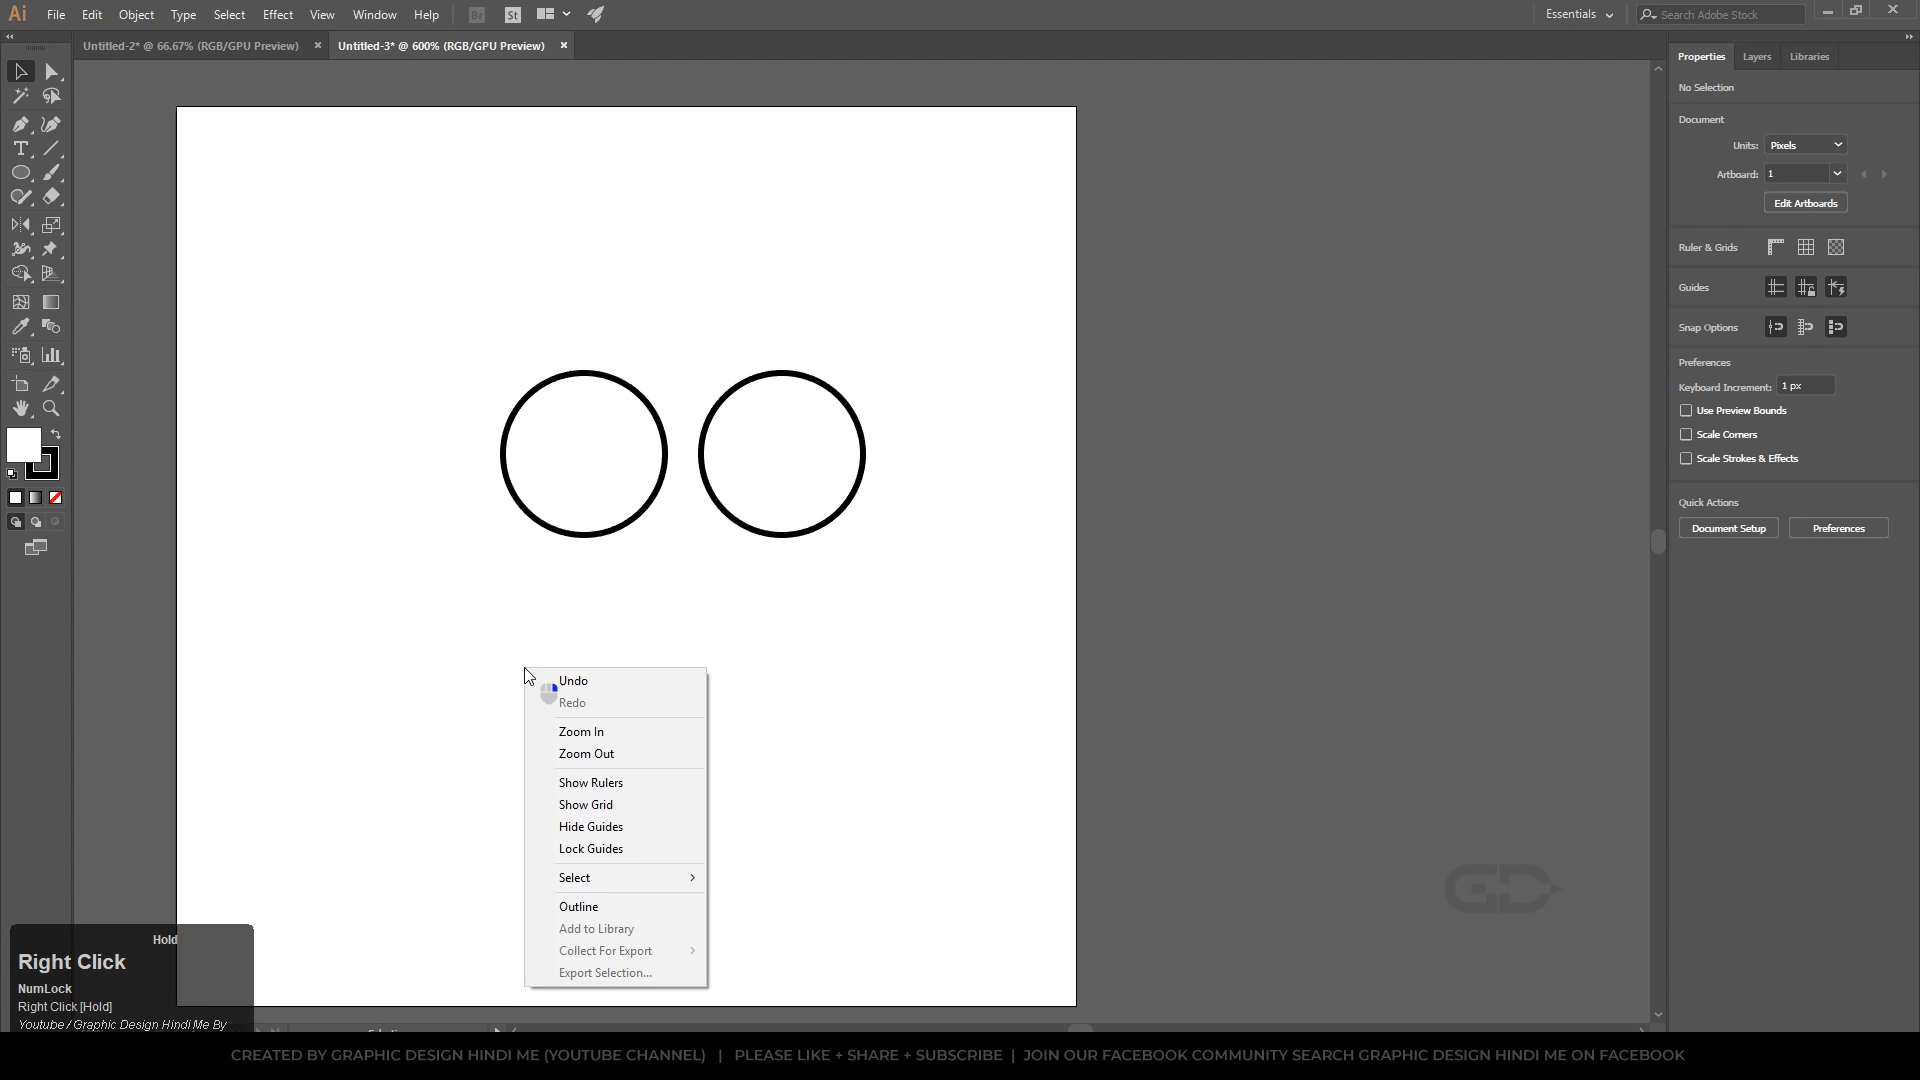 Ai File Edit Object Type Select Effect View Window Help Br St Essentials Search Adobe Stock
Untitled-2* @ 66.67% (RGB/GPU Preview) × Untitled-3* @ 600% (RGB/GPU Preview) ×
Properties Layers Libraries
No Selection
Document
Units: Pixels
Artboard: 1
Edit Artboards
Ruler & Grids
Guides
Snap Options
Preferences
Keyboard Increment: 1 px
Use Preview Bounds
Scale Corners
Scale Strokes & Effects
Quick Actions
Document Setup Preferences
Undo
Redo
Zoom In
Zoom Out
Show Rulers
Show Grid
Hide Guides
Lock Guides
Select
Outline
Add to Library
Collect For Export
Export Selection...
GD
Hold
Right Click
NumLock
Right Click [Hold]
Youtube / Graphic Design Hindi Me By
CREATED BY GRAPHIC DESIGN HINDI ME (YOUTUBE CHANNEL) | PLEASE LIKE + SHARE + SUBSCRIBE | JOIN OUR FACEBOOK COMMUNITY SEARCH GRAPHIC DESIGN HINDI ME ON FACEBOOK